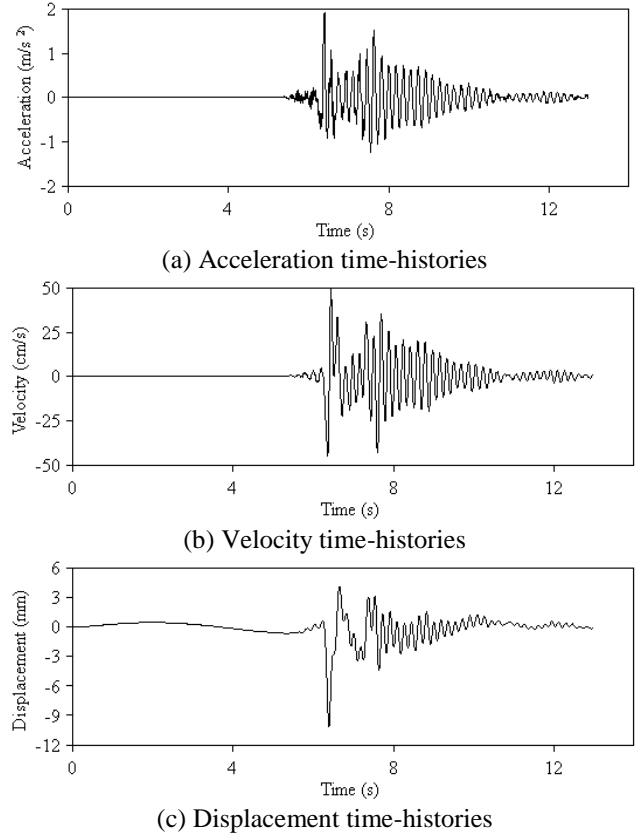 2
1
0
-1
-2
Acceleration (m/s ²)
0 4 8 12
Time (s)
(a) Acceleration time-histories
50
25
0
-25
-50
Velocity (cm/s)
0 4 8 12
Time (s)
(b) Velocity time-histories
6
3
0
-3
-6
-9
-12
Displacement (mm)
0 4 8 12
Time (s)
(c) Displacement time-histories